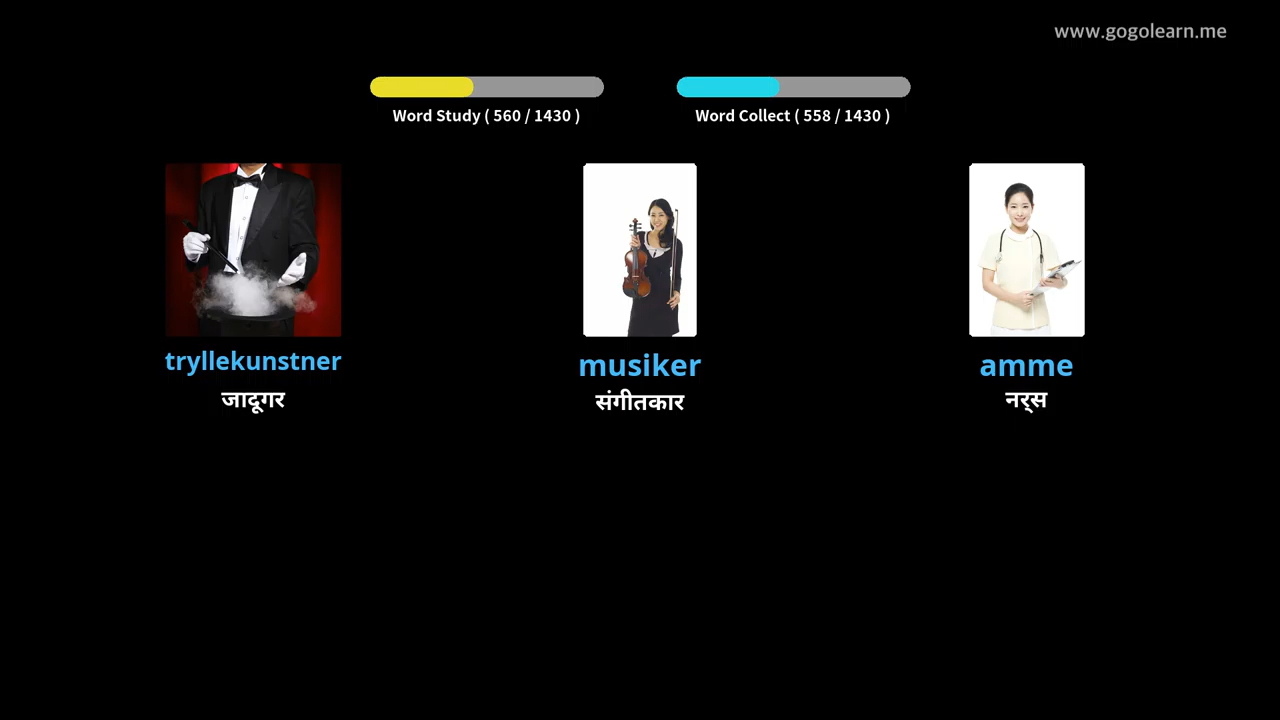 www.gogolearn.me
Word Study ( 560 / 1430 )
Word Collect ( 558 / 1430 )
tryllekunstner
जादूगर
musiker
संगीतकार
amme
नर्स